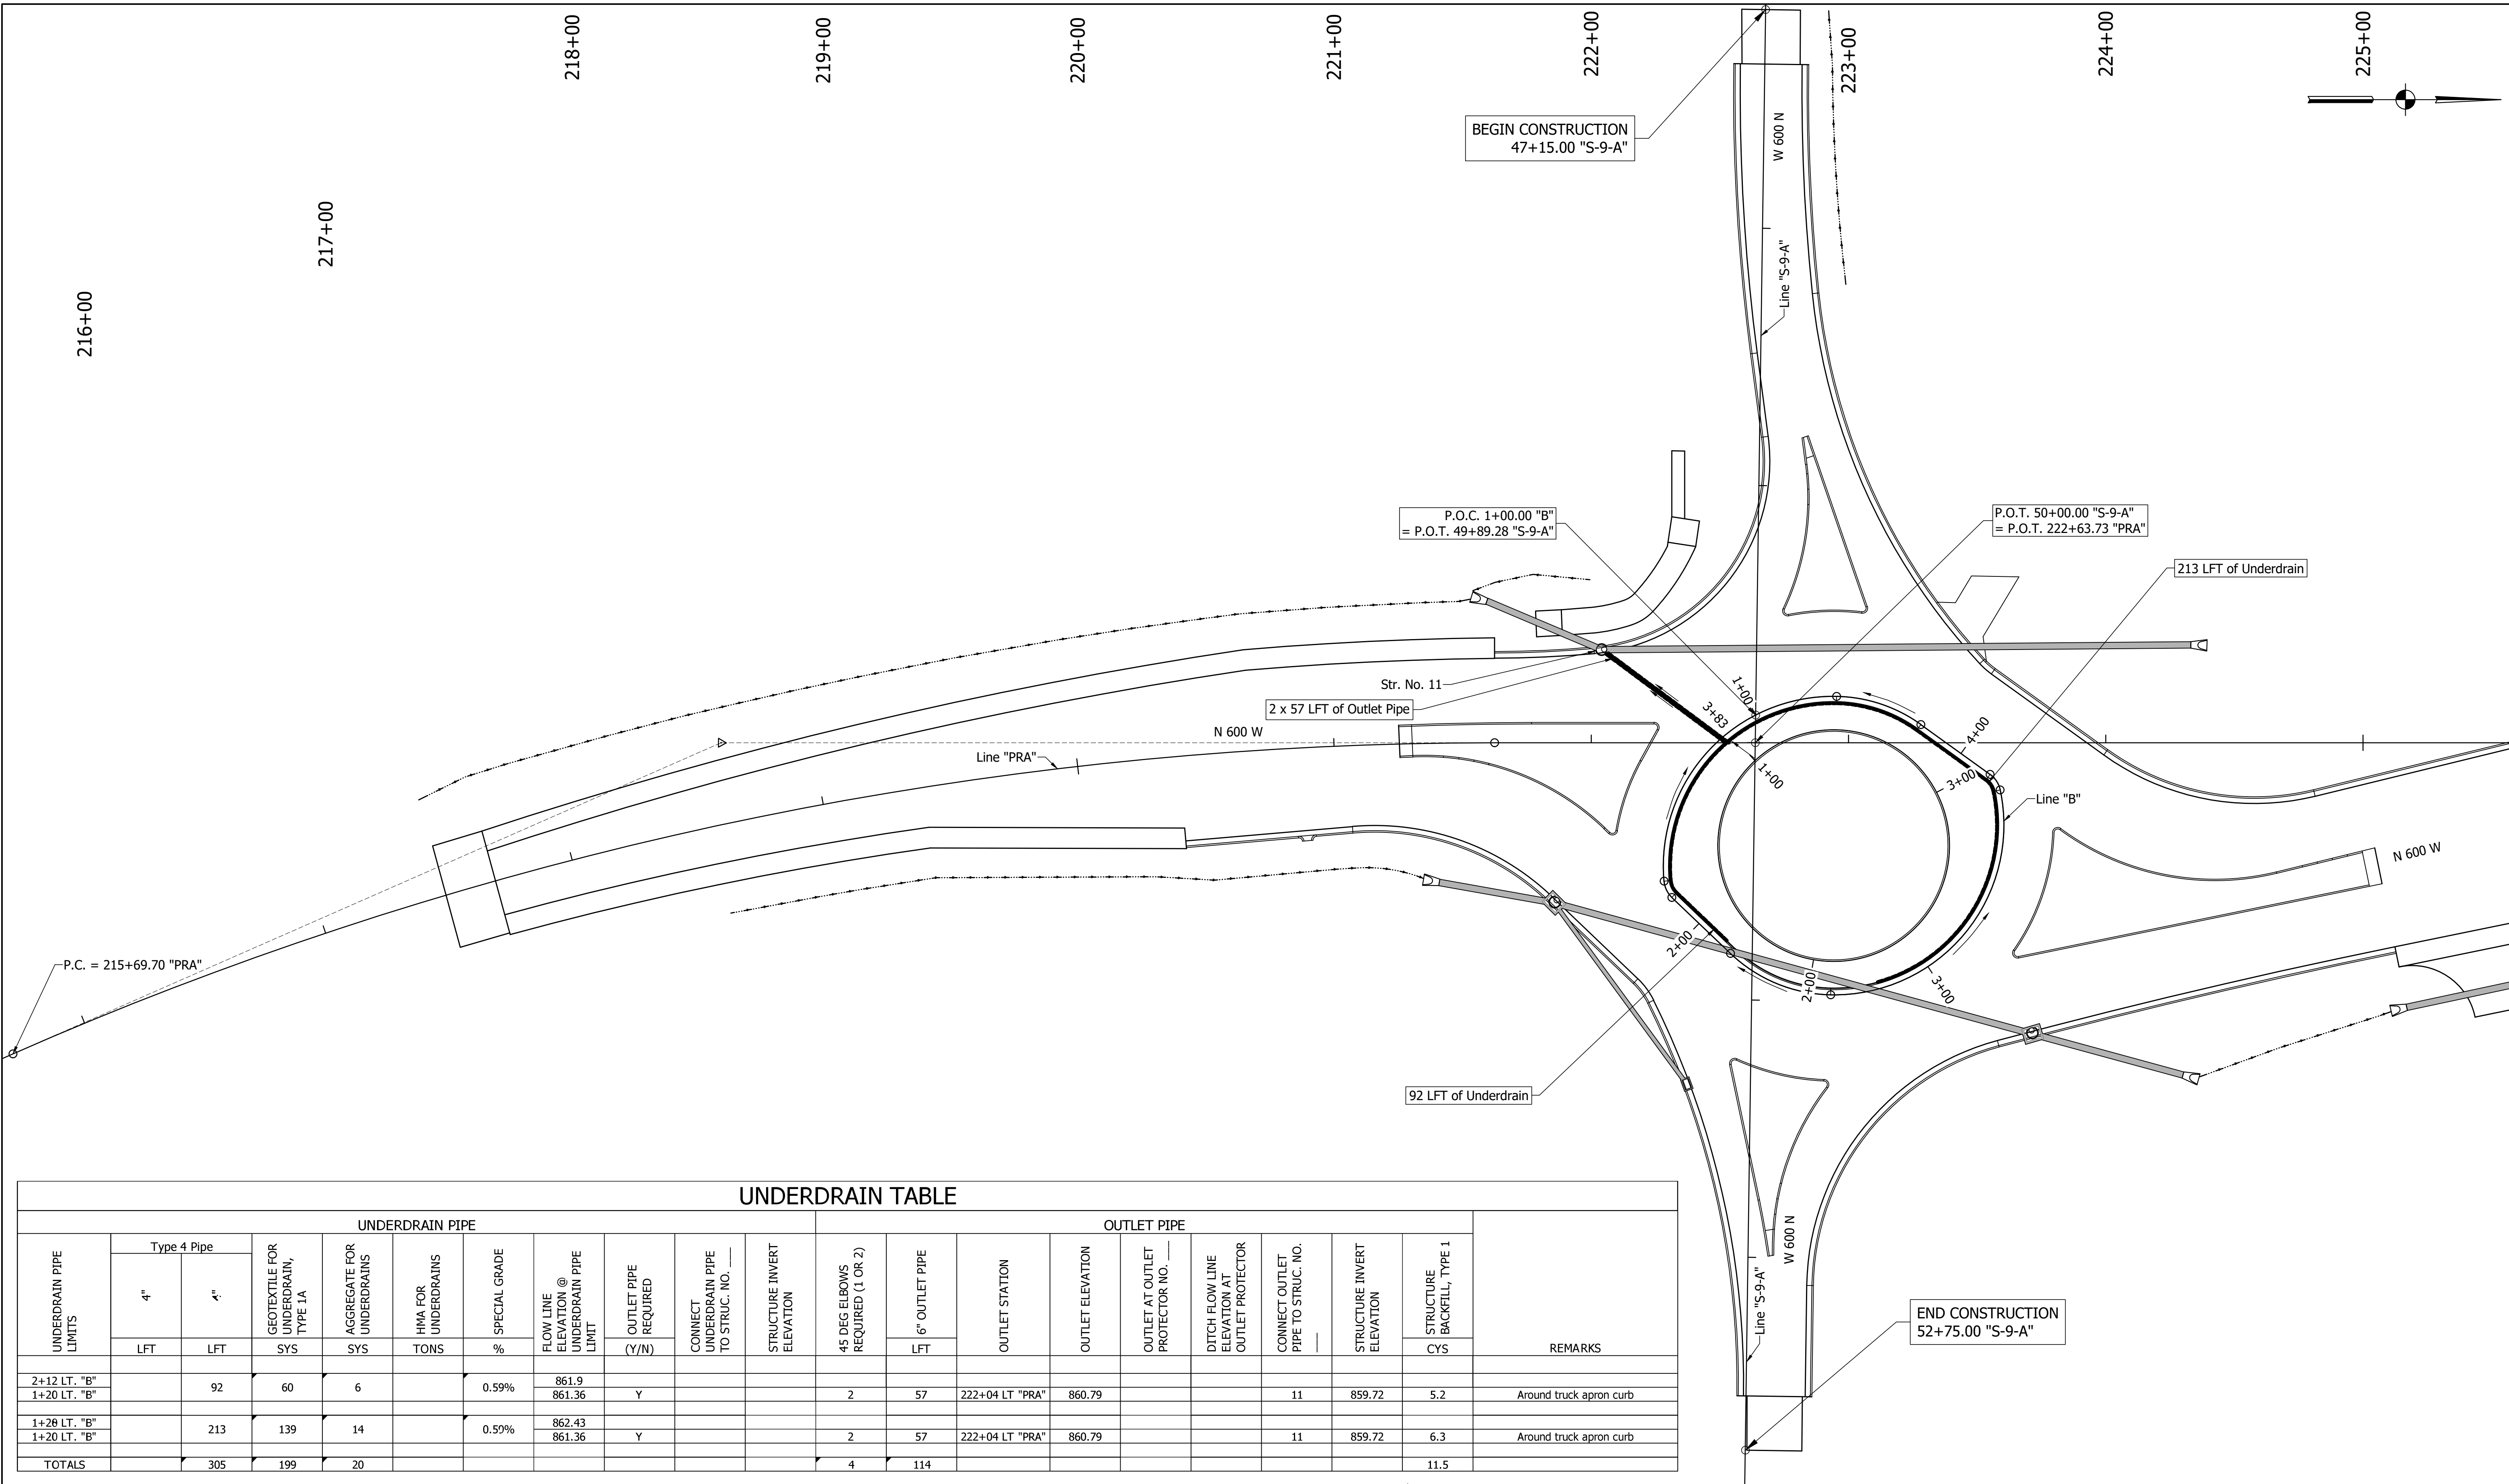 216+00
217+00
218+00
219+00
220+00
221+00
222+00
223+00
224+00
225+00
BEGIN CONSTRUCTION
47+15.00 "S-9-A"
W 600 N
Line "S-9-A"
P.O.C. 1+00.00 "B"
= P.O.T. 49+89.28 "S-9-A"
P.O.T. 50+00.00 "S-9-A"
= P.O.T. 222+63.73 "PRA"
213 LFT of Underdrain
Str. No. 11
2 x 57 LFT of Outlet Pipe
N 600 W
Line "PRA"
1+00
3+83
4+00
1+00
3+00
Line "B"
N 600 W
2+00
2+00
3+00
P.C. = 215+69.70 "PRA"
92 LFT of Underdrain
W 600 N
Line "S-9-A"
END CONSTRUCTION
52+75.00 "S-9-A"
UNDERDRAIN TABLE
UNDERDRAIN PIPE
OUTLET PIPE
UNDERDRAIN PIPE
LIMITS
Type 4 Pipe
4"
LFT
LFT
GEOTEXTILE FOR
UNDERDRAIN,
TYPE 1A
SYS
AGGREGATE FOR
UNDERDRAINS
SYS
HMA FOR
UNDERDRAINS
TONS
SPECIAL GRADE
%
FLOW LINE
ELEVATION @
UNDERDRAIN PIPE
LIMIT
OUTLET PIPE
REQUIRED
(Y/N)
CONNECT
UNDERDRAIN PIPE
TO STRUC. NO. ___
STRUCTURE INVERT
ELEVATION
45 DEG ELBOWS
REQUIRED (1 OR 2)
6" OUTLET PIPE
LFT
OUTLET STATION
OUTLET ELEVATION
OUTLET AT OUTLET
PROTECTOR NO. ___
DITCH FLOW LINE
ELEVATION AT
OUTLET PROTECTOR
CONNECT OUTLET
PIPE TO STRUC. NO.
___
STRUCTURE INVERT
ELEVATION
STRUCTURE
BACKFILL, TYPE 1
CYS
REMARKS
2+12 LT. "B" 92 60 6 0.59% 861.9
1+20 LT. "B" 861.36 Y 2 57 222+04 LT "PRA" 860.79 11 859.72 5.2 Around truck apron curb
LT. "B" 213 139 14 0.50% 862.43
1+20 LT. "B" 861.36 Y 2 57 222+04 LT "PRA" 860.79 11 859.72 6.3 Around truck apron curb
TOTALS 305 199 20 4 114 11.5